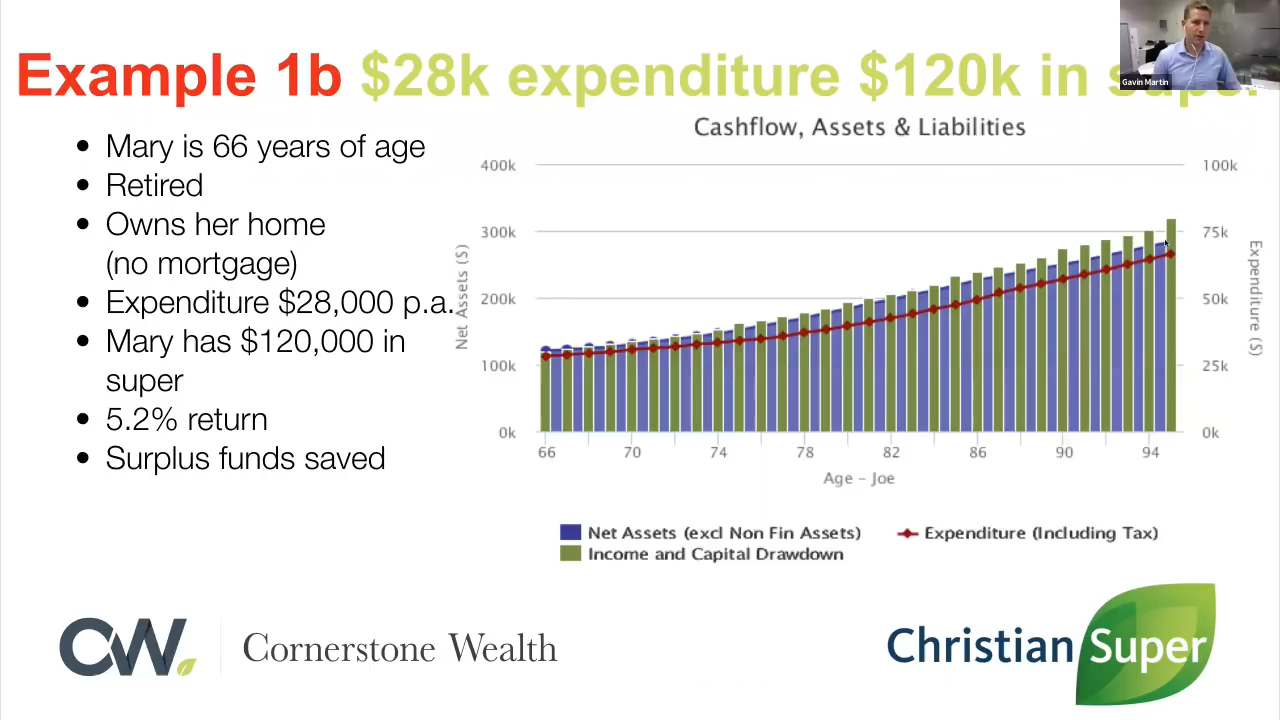 Gavin Martin
Example 1b $28k expenditure $120k in
Mary is 66 years of age
Retired
Owns her home
(no mortgage)
Expenditure $28,000 p.a.
Mary has $120,000 in
super
5.2% return
Surplus funds saved
Cashflow, Assets & Liabilities
400k
300k
200k
100k
0k
Net Assets ($)
100k
75k
50k
25k
0k
Expenditure ($)
66 70 74 78 82 86 90 94
Age - Joe
Net Assets (excl Non Fin Assets)
Expenditure (Including Tax)
Income and Capital Drawdown
CW. Cornerstone Wealth
Christian Super